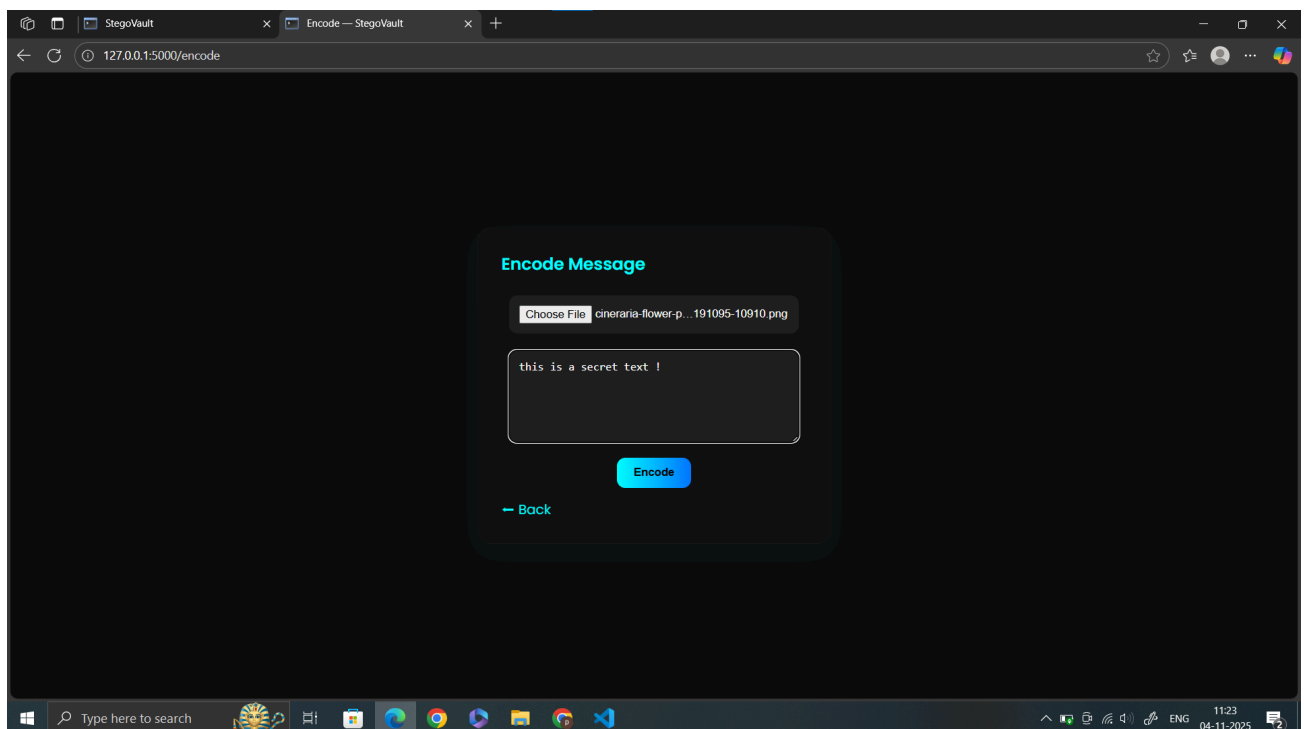 StegoVault
Encode — StegoVault
127.0.0.1:5000/encode
Encode Message
Choose File cineraria-flower-p...191095-10910.png
this is a secret text !
Encode
← Back
Type here to search
ENG
11:23
04-11-2025
2